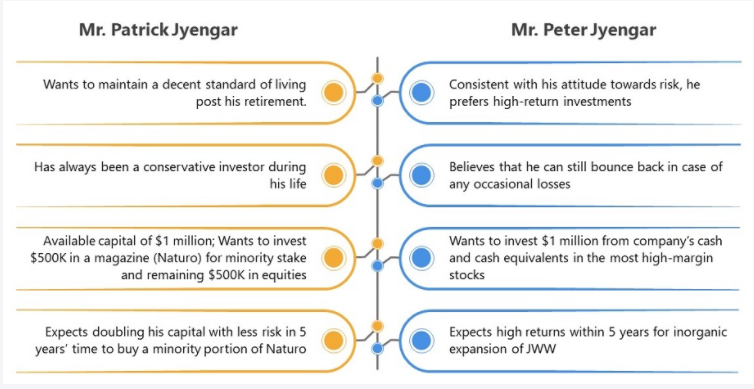 Mr. Patrick Jyengar
Mr. Peter Jyengar
Wants to maintain a decent standard of living
post his retirement.
Consistent with his attitude towards risk, he
prefers high-return investments
Has always been a conservative investor during
his life
Believes that he can still bounce back in case of
any occasional losses
Available capital of $1 million; Wants to invest
$500K in a magazine (Naturo) for minority stake
and remaining $500K in equities
Wants to invest $1 million from company's cash
and cash equivalents in the most high-margin
stocks
Expects doubling his capital with less risk in 5
years' time to buy a minority portion of Naturo
Expects high returns within 5 years for inorganic
expansion of JWW